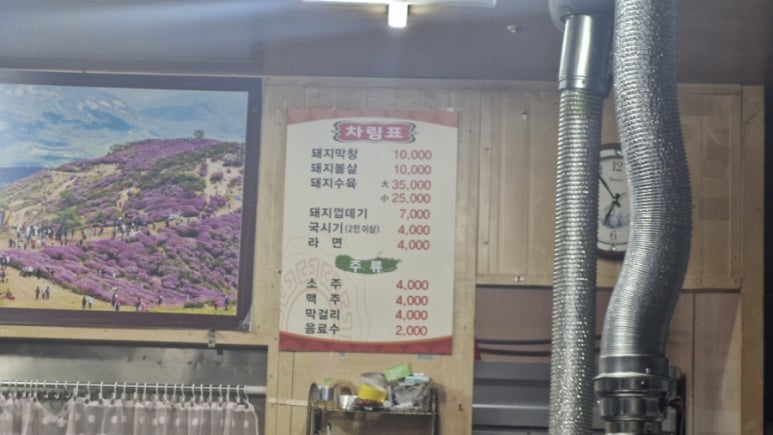 차림표
돼지막창 10,000
돼지볼살 10,000
돼지수육 大 35,000
小 25,000
돼지껍데기 7,000
국시기(2인이상) 4,000
라 면 4,000
주 류
소 주 4,000
맥 주 4,000
막걸리 4,000
음료수 2,000